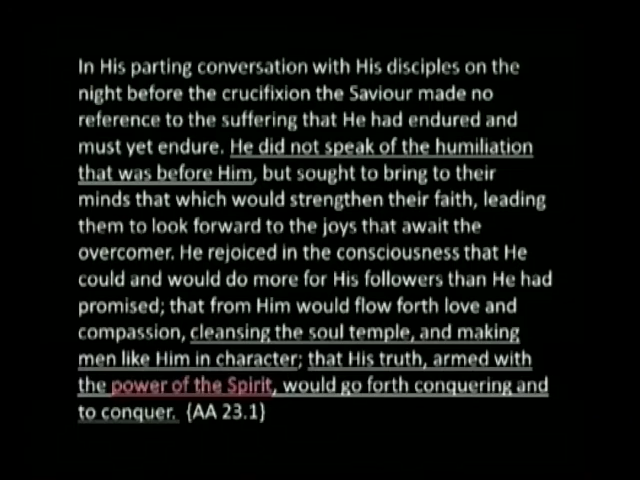 In His parting conversation with His disciples on the
night before the crucifixion the Saviour made no
reference to the suffering that He had endured and
must yet endure. He did not speak of the humiliation
that was before Him, but sought to bring to their
minds that which would strengthen their faith, leading
them to look forward to the joys that await the
overcomer. He rejoiced in the consciousness that He
could and would do more for His followers than He had
promised; that from Him would flow forth love and
compassion, cleansing the soul temple, and making
men like Him in character; that His truth, armed with
the power of the Spirit, would go forth conquering and
to conquer. {AA 23.1}